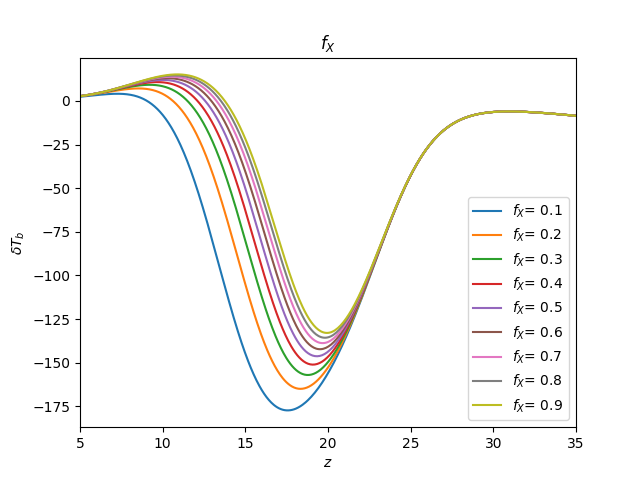 f_X
δT_b
0
−25
−50
−75
−100
−125
−150
−175
5
10
15
20
25
30
35
z
f_X= 0.1
f_X= 0.2
f_X= 0.3
f_X= 0.4
f_X= 0.5
f_X= 0.6
f_X= 0.7
f_X= 0.8
f_X= 0.9